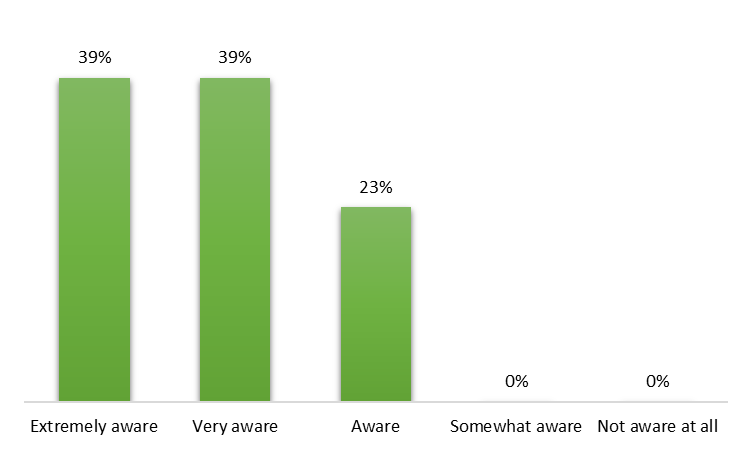 39%
39%
23%
0%
0%
Extremely aware
Very aware
Aware
Somewhat aware
Not aware at all